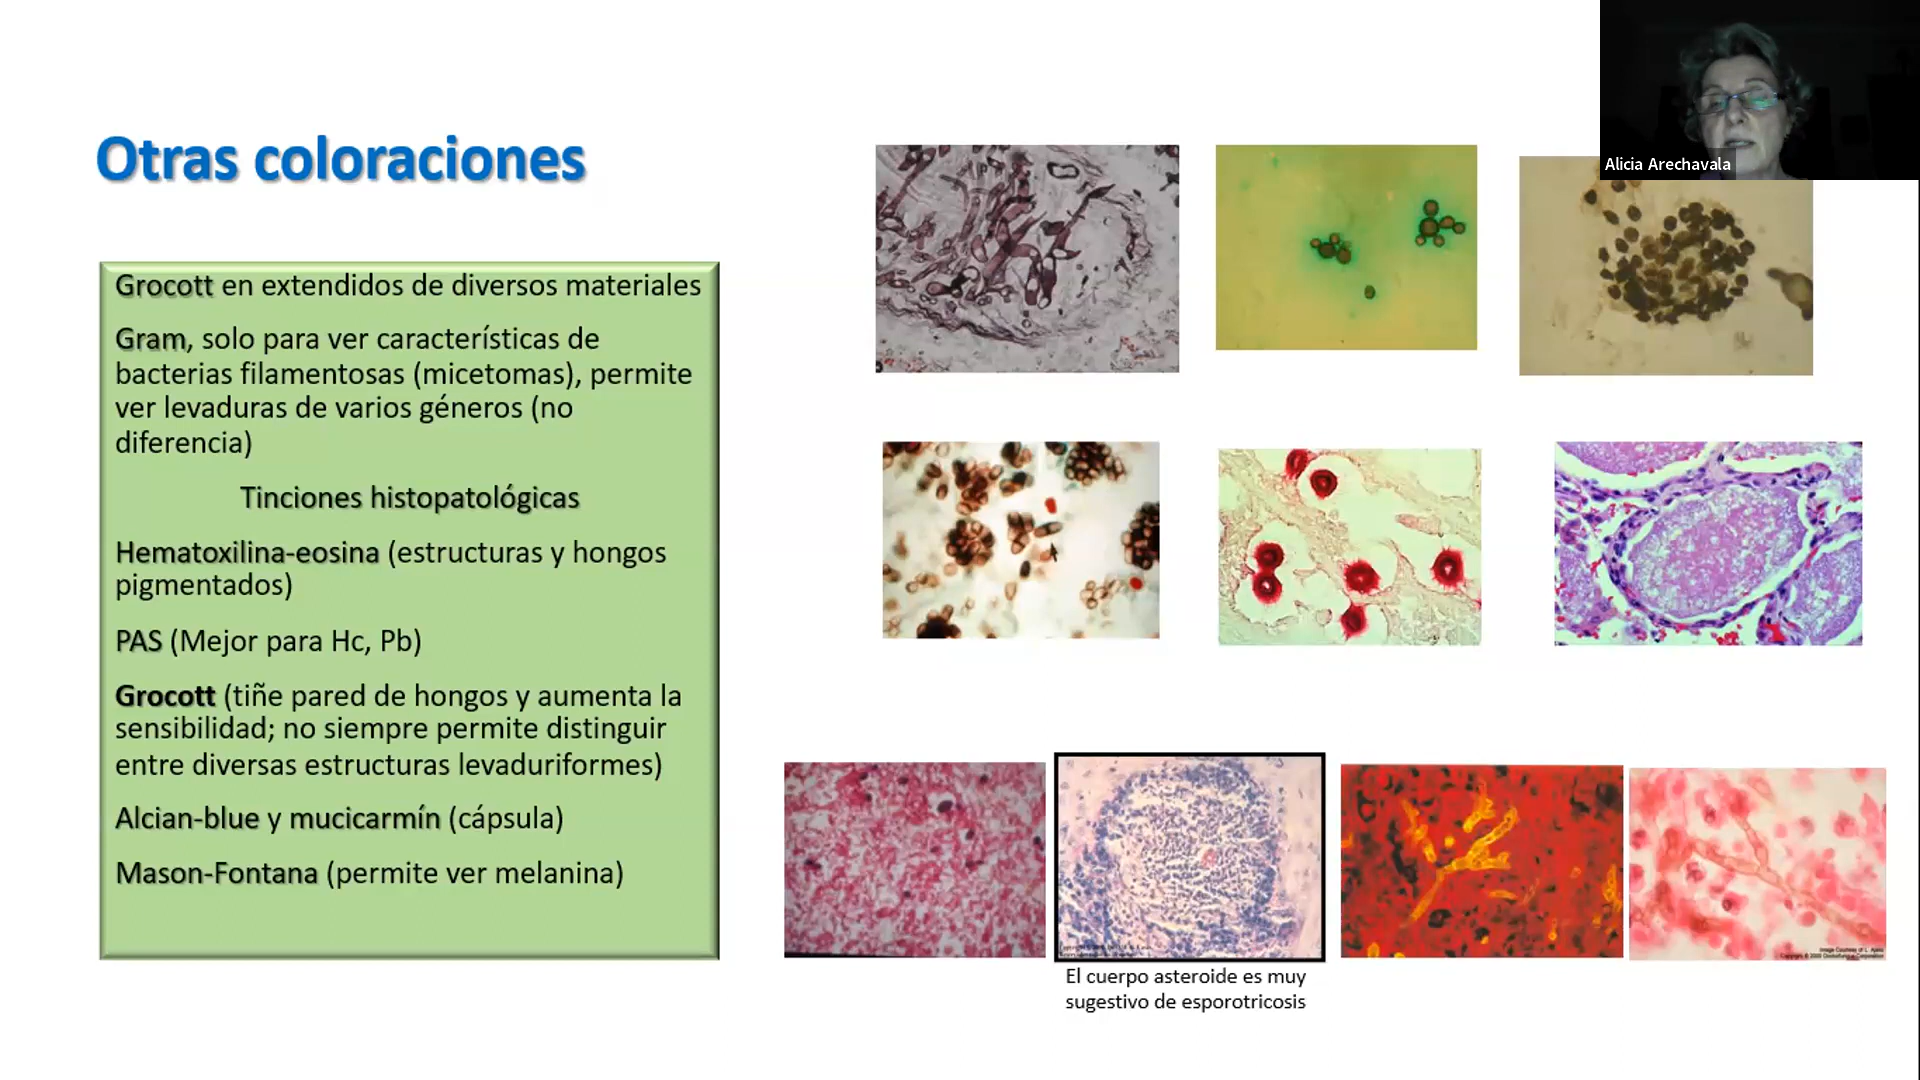 Alicia Arechavala
Otras coloraciones
Grocott en extendidos de diversos materiales
Gram, solo para ver características de
bacterias filamentosas (micetomas), permite
ver levaduras de varios géneros (no
diferencia)
Tinciones histopatológicas
Hematoxilina-eosina (estructuras y hongos
pigmentados)
PAS (Mejor para Hc, Pb)
Grocott (tiñe pared de hongos y aumenta la
sensibilidad; no siempre permite distinguir
entre diversas estructuras levaduriformes)
Alcian-blue y mucicarmín (cápsula)
Mason-Fontana (permite ver melanina)
El cuerpo asteroide es muy
sugestivo de esporotricosis